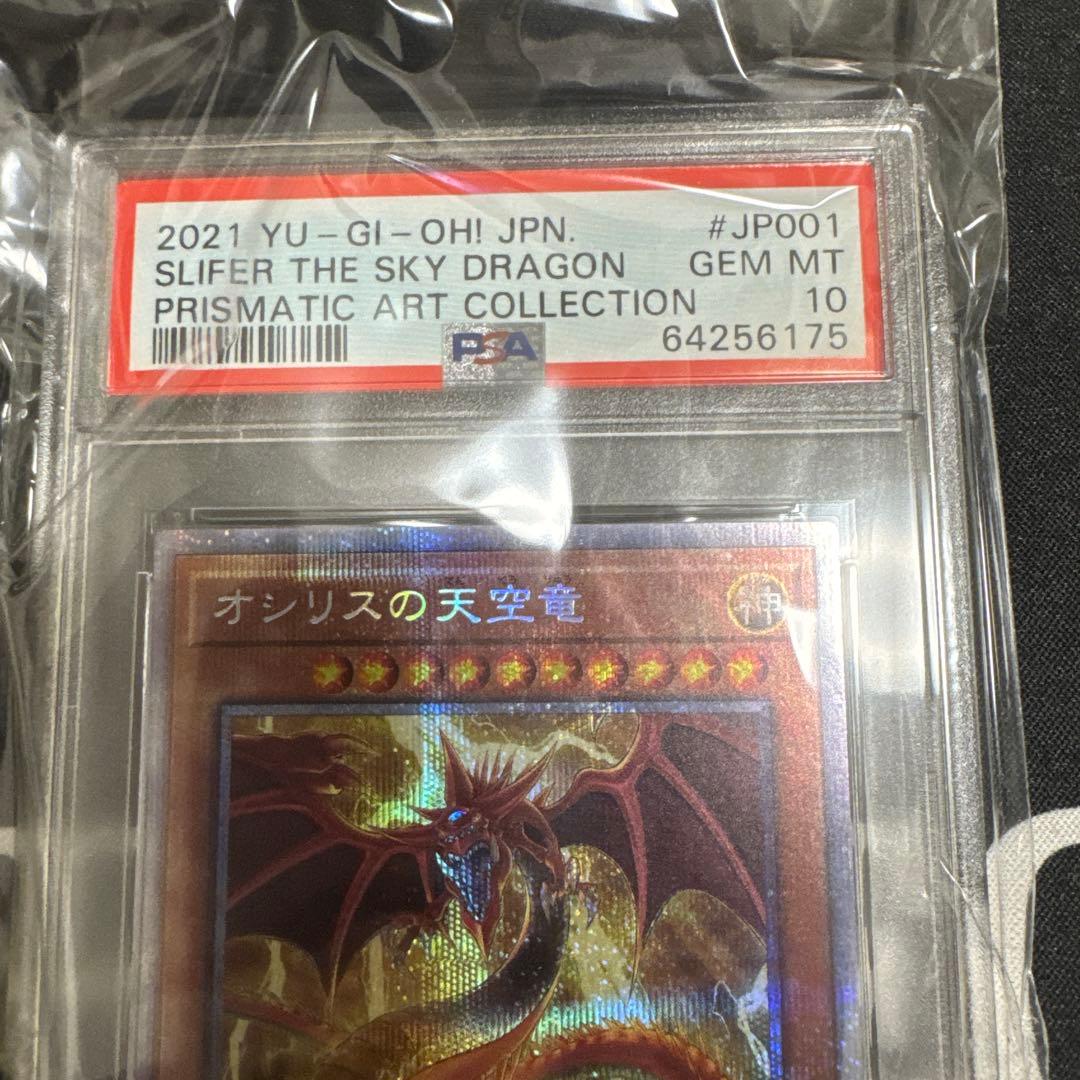 2021 YU-GI-OH! JPN. #JP001
SLIFER THE SKY DRAGON GEM MT
PRISMATIC ART COLLECTION 10
PSA 64256175
オシリスの天空竜
神